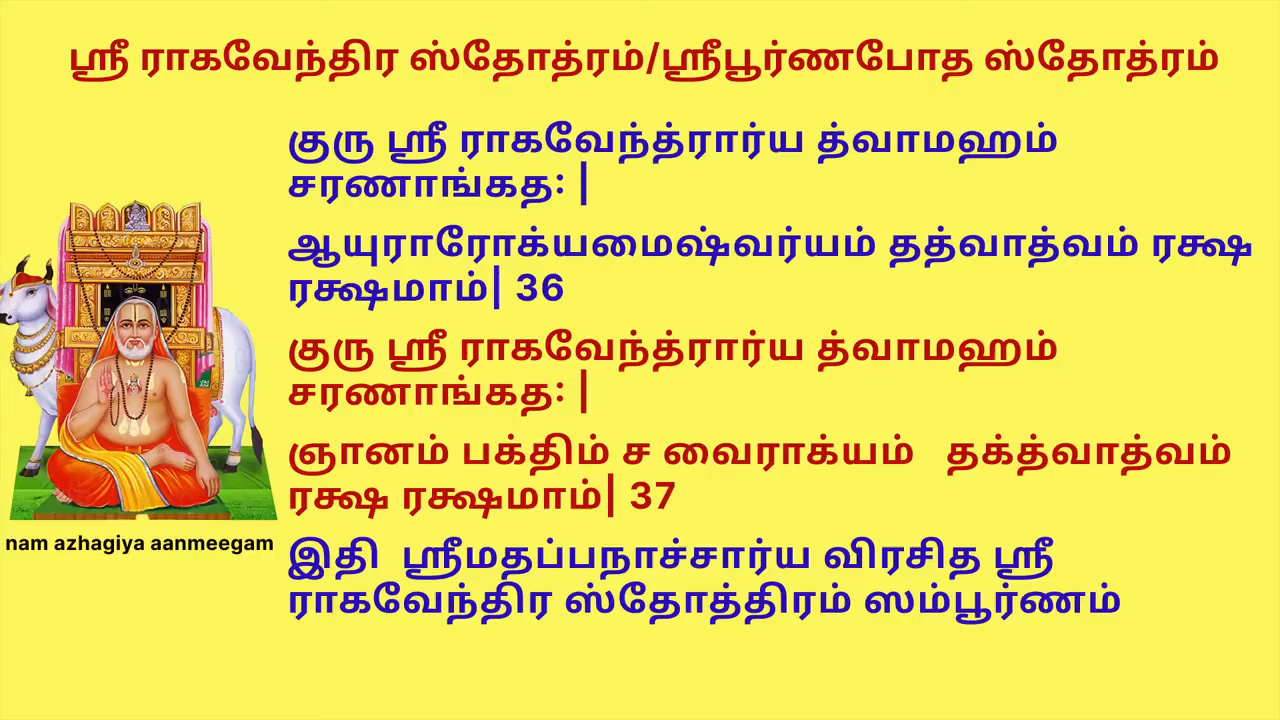 ஸ்ரீ ராகவேந்திர ஸ்தோத்ரம்/ஸ்ரீபூர்ணபோத ஸ்தோத்ரம்
குரு ஸ்ரீ ராகவேந்த்ரார்ய த்வாமஹம்
சரணாங்கதஃ |
ஆயுராரோக்யமைஷ்வர்யம் தத்வாத்வம் ரக்ஷ
ரக்ஷமாம்| 36
குரு ஸ்ரீ ராகவேந்த்ரார்ய த்வாமஹம்
சரணாங்கதஃ |
ஞானம் பக்திம் ச வைராக்யம் தக்த்வாத்வம்
ரக்ஷ ரக்ஷமாம்| 37
nam azhagiya aanmeegam
இதி ஸ்ரீமதப்பநாச்சார்ய விரசித ஸ்ரீ
ராகவேந்திர ஸ்தோத்திரம் ஸம்பூர்ணம்